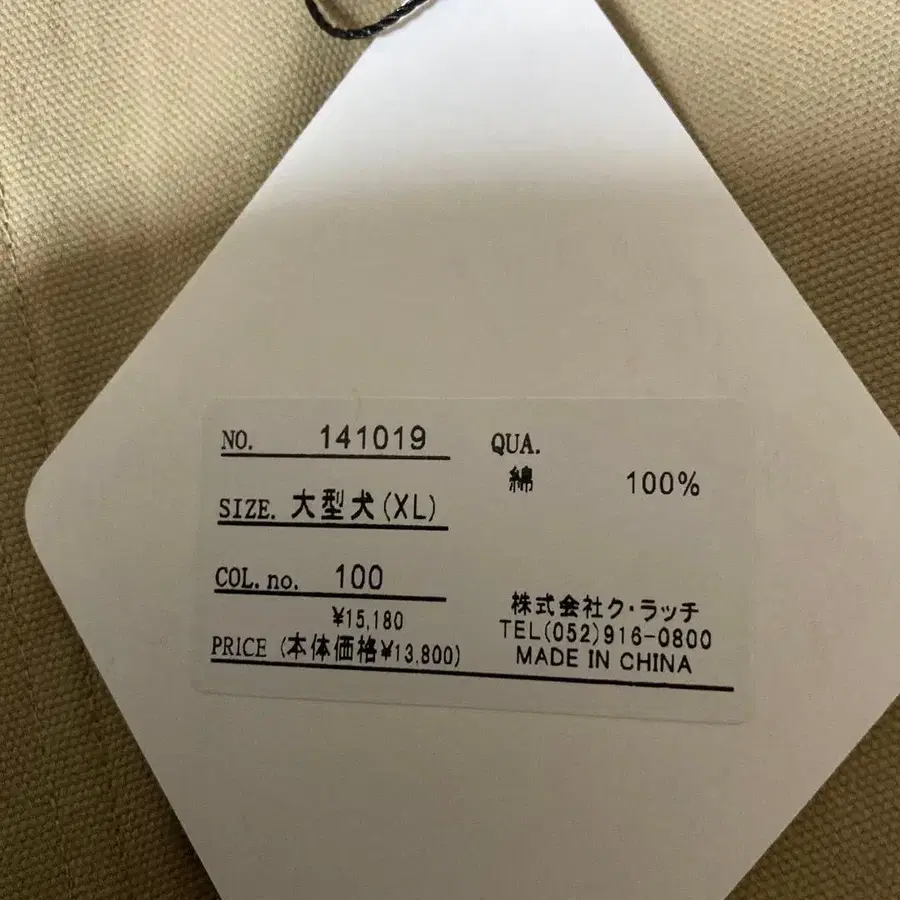 NO. 141019
SIZE. 大型犬(XL)
COL. no. 100
¥15,180
PRICE (本体価格¥13,800)
QUA.
綿 100%
株式会社ク・ラッチ
TEL(052)916-0800
MADE IN CHINA